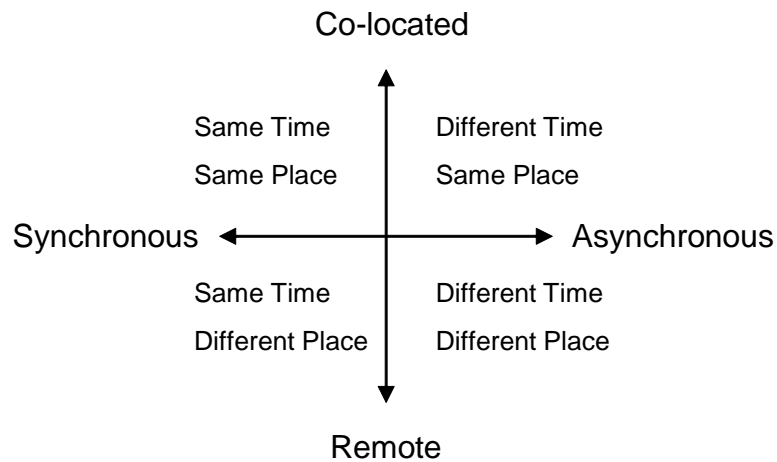 Co-located
Same Time
Same Place
Different Time
Same Place
Synchronous
Asynchronous
Same Time
Different Place
Different Time
Different Place
Remote